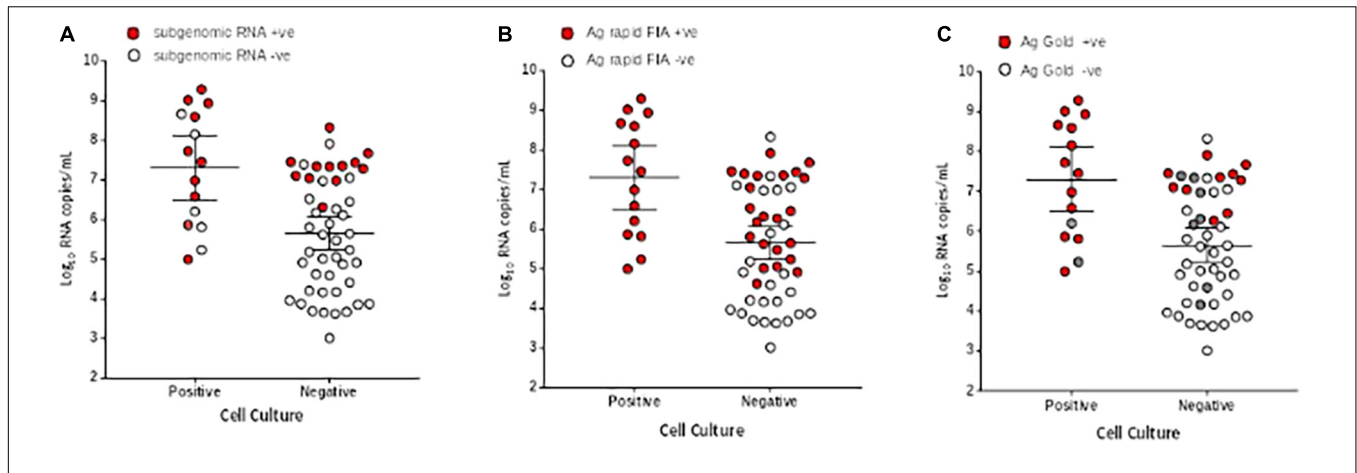 A
subgenomic RNA +ve
subgenomic RNA -ve
Log10 RNA copies/mL
10
9
8
7
6
5
4
3
2
Positive
Negative
Cell Culture
B
Ag rapid FIA +ve
Ag rapid FIA -ve
Log10 RNA copies/mL
10
9
8
7
6
5
4
3
2
Positive
Negative
Cell Culture
C
Ag Gold +ve
Ag Gold -ve
Log10 RNA copies/mL
10
9
8
7
6
5
4
3
2
Positive
Negative
Cell Culture